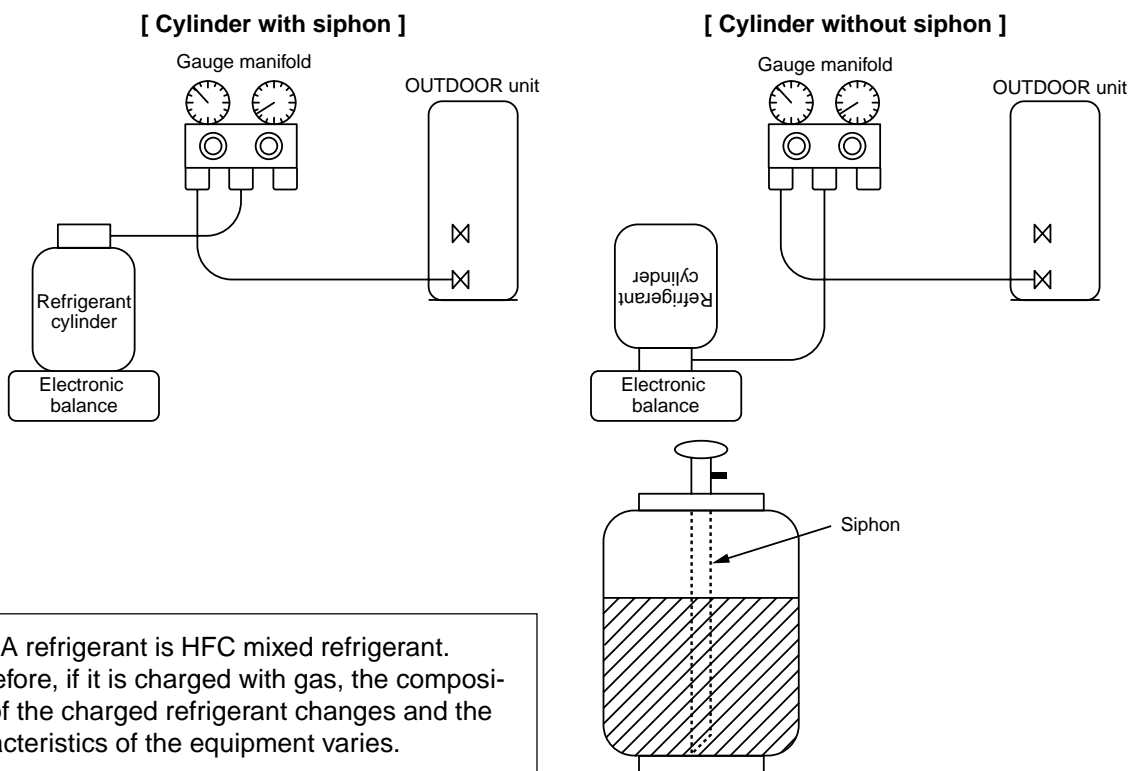 [ Cylinder with siphon ]
Gauge manifold
OUTDOOR unit
Refrigerant
cylinder
Electronic
balance
[ Cylinder without siphon ]
Gauge manifold
OUTDOOR unit
Refrigerant
cylinder
Electronic
balance
Siphon
A refrigerant is HFC mixed refrigerant.
efore, if it is charged with gas, the composi-
of the charged refrigerant changes and the
acteristics of the equipment varies.